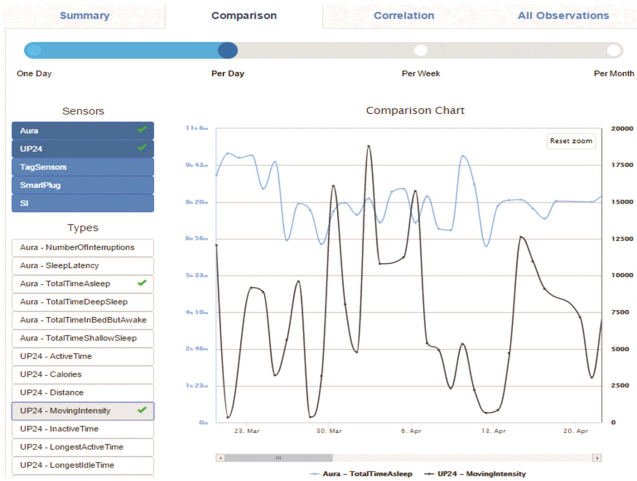 Summary
Comparison
Correlation
All Observations
One Day
Per Day
Per Week
Per Month
Sensors
Aura
UP24
TagSensors
SmartPlug
SI
Types
Aura - NumberOfInterruptions
Aura - SleepLatency
Aura - TotalTimeAsleep
Aura - TotalTimeDeepSleep
Aura - TotalTimeInBedButAwake
Aura - TotalTimeShallowSleep
UP24 - ActiveTime
UP24 - Calories
UP24 - Distance
UP24 - MovingIntensity
UP24 - InactiveTime
UP24 - LongestActiveTime
UP24 - LongestIdleTime
Comparison Chart
Reset zoom
20000
17500
15000
12500
10000
7500
5000
2500
0
23. Mar
30. Mar
6. Apr
13. Apr
20. Apr
Aura - TotalTimeAsleep
UP24 - MovingIntensity